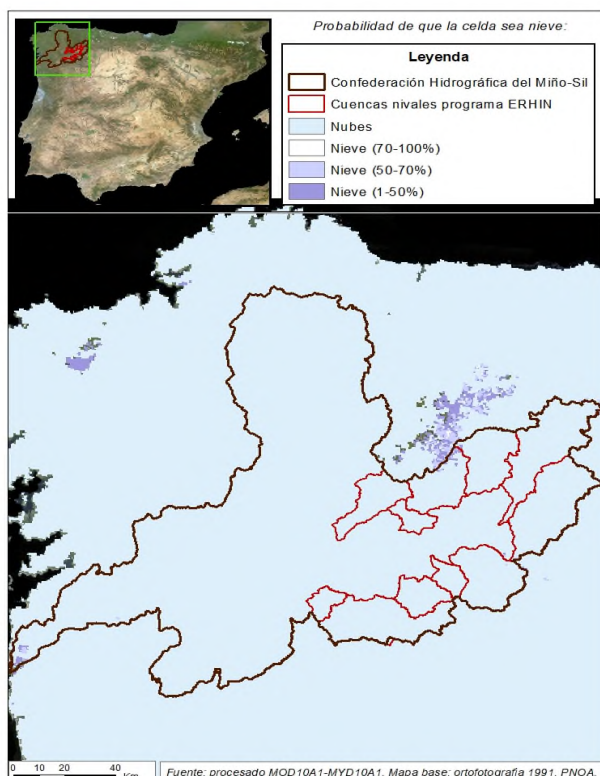 Probabilidad de que la celda sea nieve:
Leyenda
Confederación Hidrográfica del Miño-Sil
Cuencas nivales programa ERHIN
Nubes
Nieve (70-100%)
Nieve (50-70%)
Nieve (1-50%)
0 10 20 40
Km
Fuente: procesado MOD10A1-MYD10A1. Mapa base: ortofotografía 1991, PNOA.